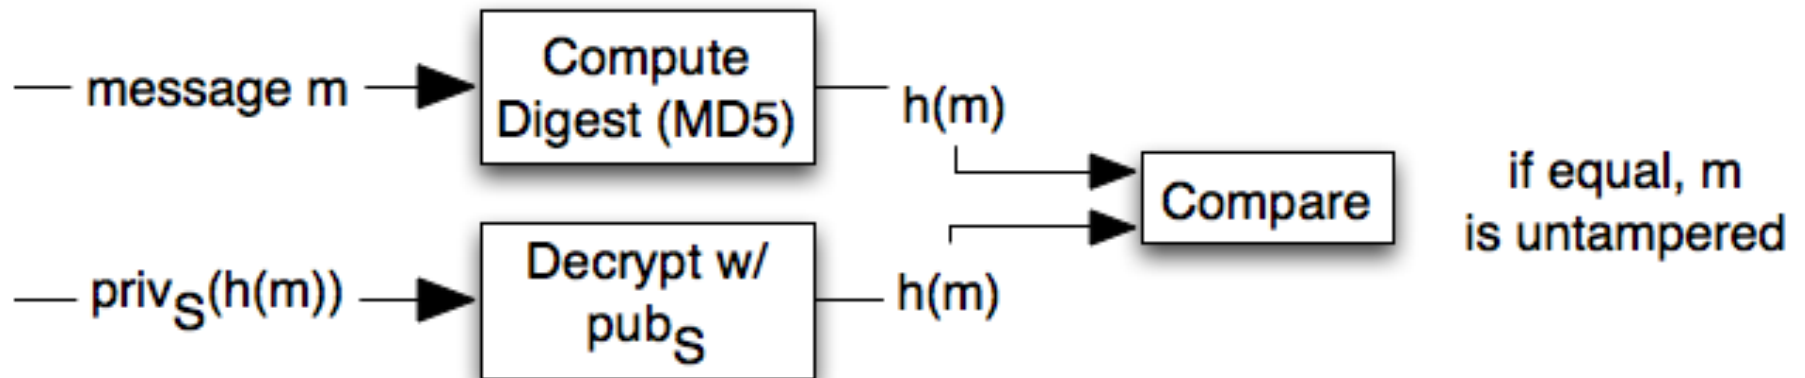 message m
Compute
Digest (MD5)
h(m)
Compare
if equal, m
is untampered
privS(h(m))
Decrypt w/
pubS
h(m)